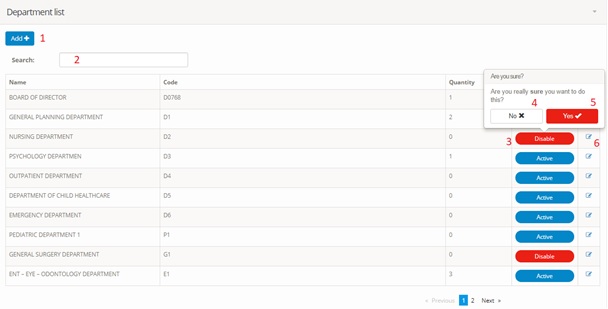 Department list
Add + 1
Search: 2
Are you sure?
Are you really sure you want to do
this? 4 5
No ✖ Yes ✔
Name Code Quantity
BOARD OF DIRECTOR D0768 1
GENERAL PLANNING DEPARTMENT D1 2
NURSING DEPARTMENT D2 0 3 Disable 6
PSYCHOLOGY DEPARTMEN D3 1 Active
OUTPATIENT DEPARTMENT D4 0 Active
DEPARTMENT OF CHILD HEALTHCARE D5 0 Active
EMERGENCY DEPARTMENT D6 0 Active
PEDIATRIC DEPARTMENT 1 P1 0 Active
GENERAL SURGERY DEPARTMENT G1 0 Disable
ENT – EYE – ODONTOLOGY DEPARTMENT E1 3 Active
« Previous 1 2 Next »